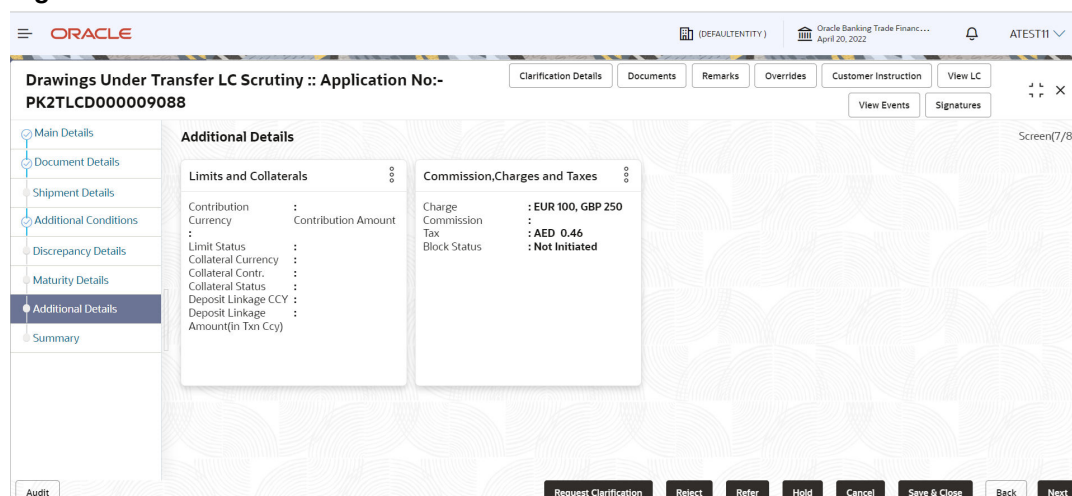 ORACLE
(DEFAULTENTITY )
Oracle Banking Trade Financ...
April 20, 2022
ATEST11
Drawings Under Transfer LC Scrutiny :: Application No:-
PK2TLCD000009088
Clarification Details
Documents
Remarks
Overrides
Customer Instruction
View LC
View Events
Signatures
Main Details
Document Details
Shipment Details
Additional Conditions
Discrepancy Details
Maturity Details
Additional Details
Summary
Additional Details
Screen(7/8
Limits and Collaterals
Contribution :
Currency Contribution Amount
:
Limit Status :
Collateral Currency :
Collateral Contr. :
Collateral Status :
Deposit Linkage CCY :
Deposit Linkage :
Amount(in Txn Ccy)
Commission,Charges and Taxes
Charge : EUR 100, GBP 250
Commission :
Tax : AED 0.46
Block Status : Not Initiated
Audit
Request Clarification
Reject
Refer
Hold
Cancel
Save & Close
Back
Next